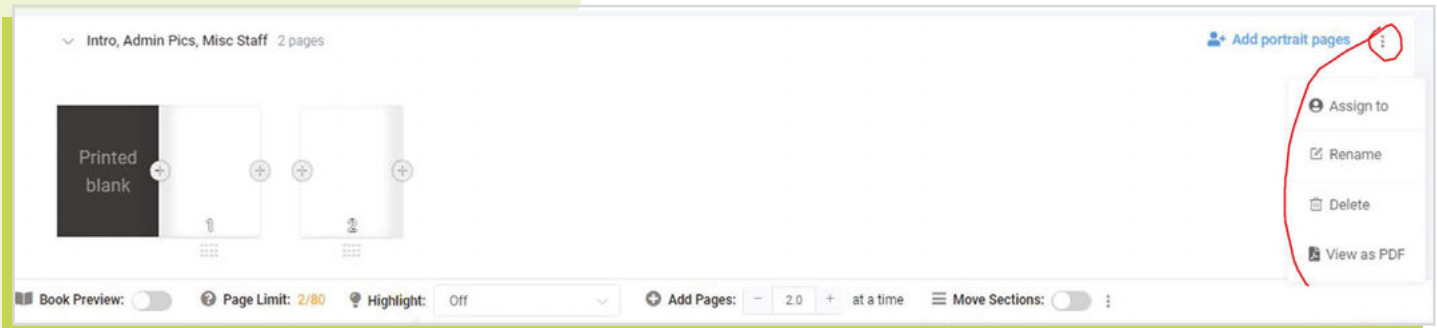 Intro, Admin Pics, Misc Staff 2 pages
Add portrait pages
Assign to
Rename
Delete
View as PDF
Printed
blank
1
2
Book Preview: Page Limit: 2/80 Highlight: Off Add Pages: - 2.0 + at a time Move Sections: